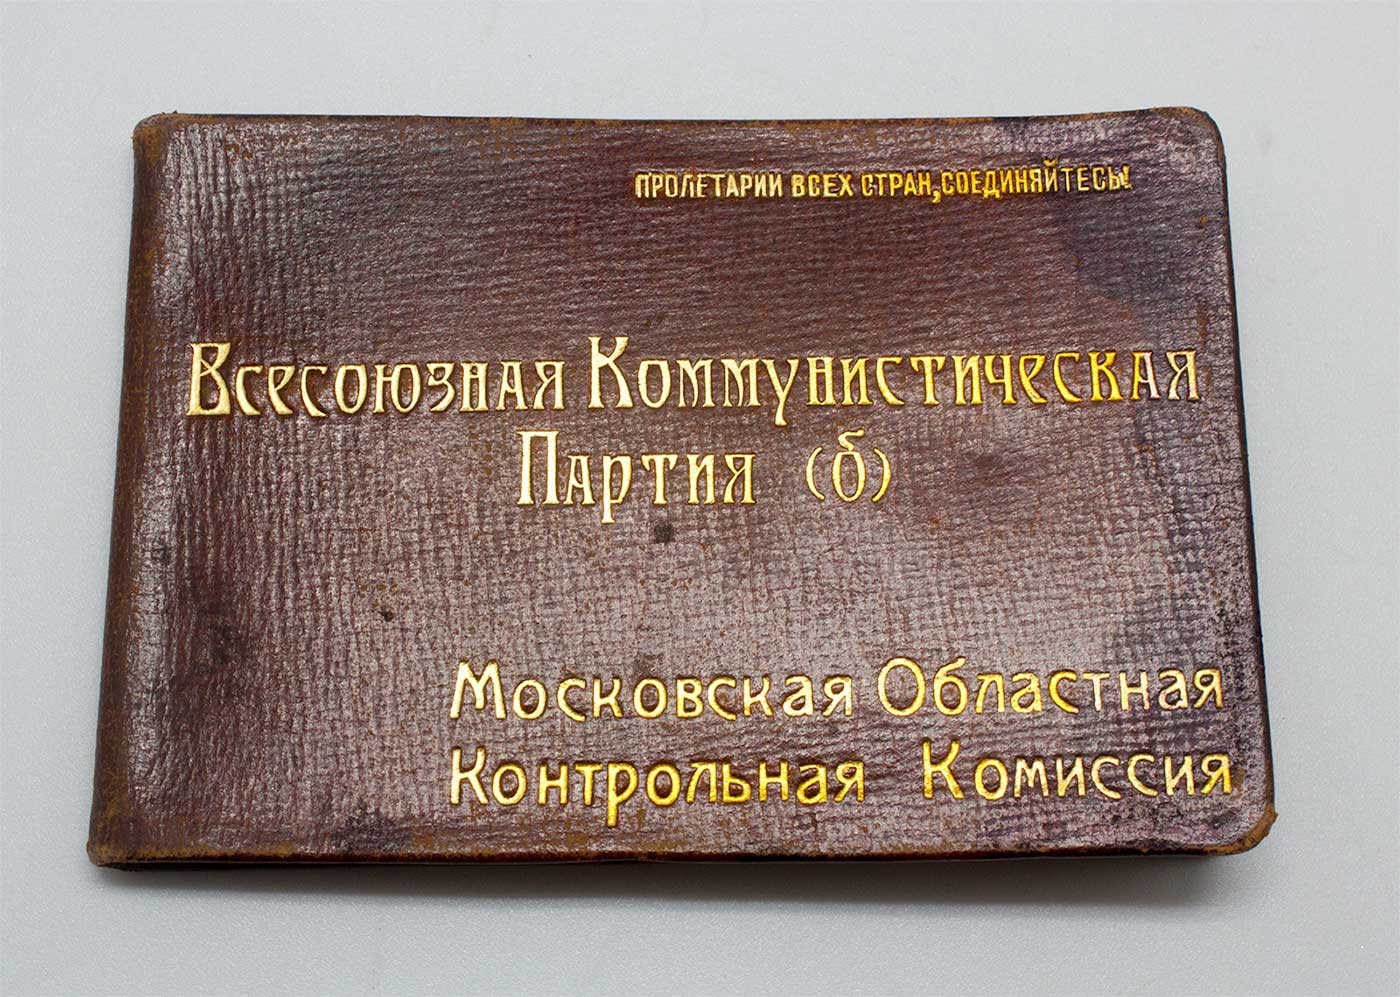 ПРОЛЕТАРИИ ВСЕХ СТРАН, СОЕДИНЯЙТЕСЬ!
Всесоюзная Коммунистическая
Партия (б)
Московская Областная
Контрольная Комиссия